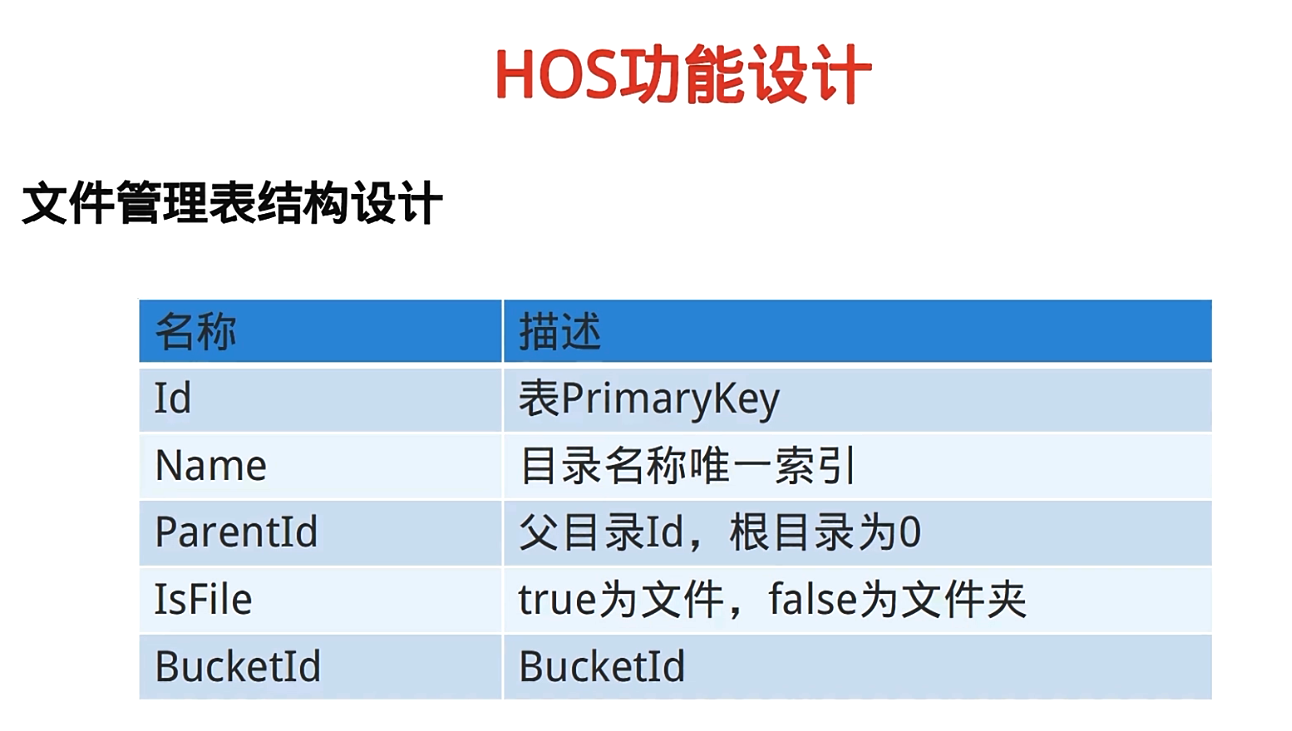 HOS功能设计
文件管理表结构设计
名称 描述
Id 表PrimaryKey
Name 目录名称唯一索引
ParentId 父目录Id，根目录为0
IsFile true为文件，false为文件夹
BucketId BucketId